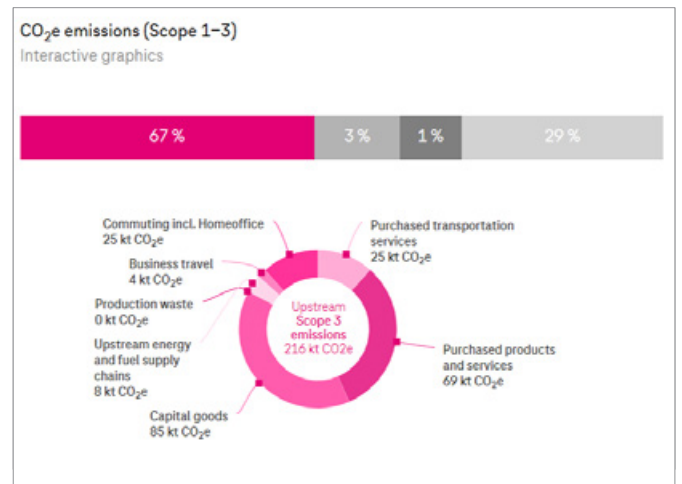 CO₂e emissions (Scope 1–3)
Interactive graphics
67 %
3 %
1 %
29 %
Commuting incl. Homeoffice
25 kt CO₂e
Business travel
4 kt CO₂e
Production waste
0 kt CO₂e
Upstream energy
and fuel supply
chains
8 kt CO₂e
Capital goods
85 kt CO₂e
Upstream
Scope 3
emissions
216 kt CO2e
Purchased transportation
services
25 kt CO₂e
Purchased products
and services
69 kt CO₂e